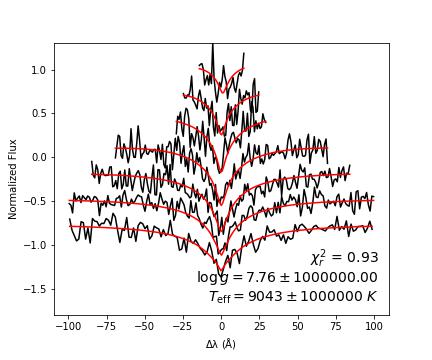 1.0
0.5
0.0
−0.5
−1.0
−1.5
Normalized Flux
χ²r = 0.93
log g = 7.76 ± 1000000.00
Teff = 9043 ± 1000000 K
−100 −75 −50 −25 0 25 50 75 100
Δλ (Å)